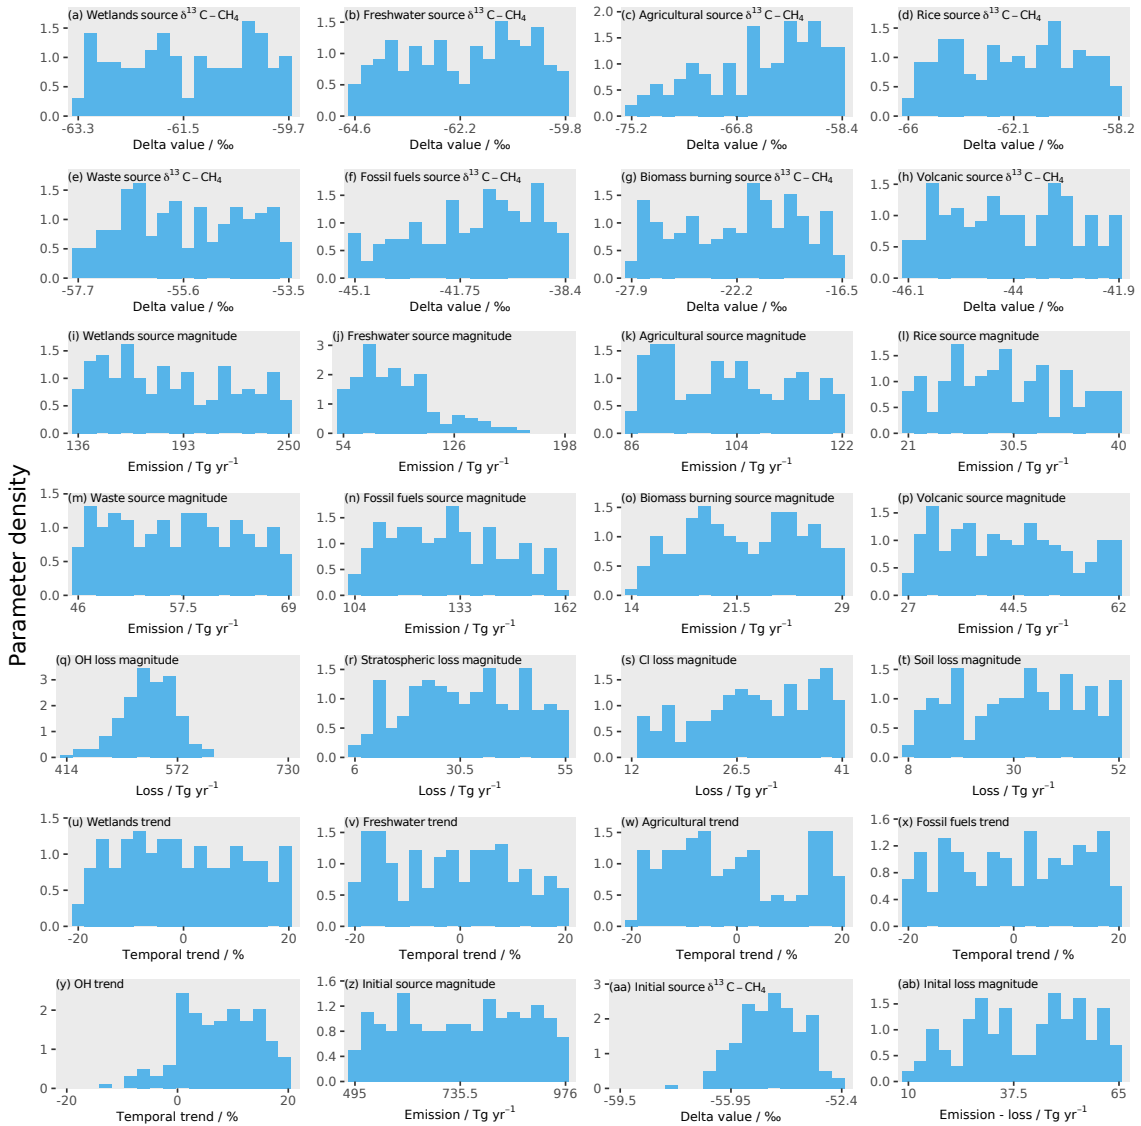 Parameter density
(a) Wetlands source δ¹³ C – CH₄
1.5
1.0
0.5
0.0
-63.3 -61.5 -59.7
Delta value / ‰
(b) Freshwater source δ¹³ C – CH₄
1.5
1.0
0.5
0.0
-64.6 -62.2 -59.8
Delta value / ‰
(c) Agricultural source δ¹³ C – CH₄
2.0
1.5
1.0
0.5
0.0
-75.2 -66.8 -58.4
Delta value / ‰
(d) Rice source δ¹³ C – CH₄
1.5
1.0
0.5
0.0
-66 -62.1 -58.2
Delta value / ‰
(e) Waste source δ¹³ C – CH₄
1.5
1.0
0.5
0.0
-57.7 -55.6 -53.5
Delta value / ‰
(f) Fossil fuels source δ¹³ C – CH₄
1.5
1.0
0.5
0.0
-45.1 -41.75 -38.4
Delta value / ‰
(g) Biomass burning source δ¹³ C – CH₄
1.5
1.0
0.5
0.0
-27.9 -22.2 -16.5
Delta value / ‰
(h) Volcanic source δ¹³ C – CH₄
1.5
1.0
0.5
0.0
-46.1 -44 -41.9
Delta value / ‰
(i) Wetlands source magnitude
1.5
1.0
0.5
0.0
136 193 250
Emission / Tg yr⁻¹
(j) Freshwater source magnitude
3
2
1
0
54 126 198
Emission / Tg yr⁻¹
(k) Agricultural source magnitude
1.5
1.0
0.5
0.0
86 104 122
Emission / Tg yr⁻¹
(l) Rice source magnitude
1.5
1.0
0.5
0.0
21 30.5 40
Emission / Tg yr⁻¹
(m) Waste source magnitude
1.5
1.0
0.5
0.0
46 57.5 69
Emission / Tg yr⁻¹
(n) Fossil fuels source magnitude
1.5
1.0
0.5
0.0
104 133 162
Emission / Tg yr⁻¹
(o) Biomass burning source magnitude
1.5
1.0
0.5
0.0
14 21.5 29
Emission / Tg yr⁻¹
(p) Volcanic source magnitude
1.5
1.0
0.5
0.0
27 44.5 62
Emission / Tg yr⁻¹
(q) OH loss magnitude
3
2
1
0
414 572 730
Loss / Tg yr⁻¹
(r) Stratospheric loss magnitude
1.5
1.0
0.5
0.0
6 30.5 55
Loss / Tg yr⁻¹
(s) Cl loss magnitude
1.5
1.0
0.5
0.0
12 26.5 41
Loss / Tg yr⁻¹
(t) Soil loss magnitude
1.5
1.0
0.5
0.0
8 30 52
Loss / Tg yr⁻¹
(u) Wetlands trend
1.5
1.0
0.5
0.0
-20 0 20
Temporal trend / %
(v) Freshwater trend
1.5
1.0
0.5
0.0
-20 0 20
Temporal trend / %
(w) Agricultural trend
1.5
1.0
0.5
0.0
-20 0 20
Temporal trend / %
(x) Fossil fuels trend
1.6
1.2
0.8
0.4
0.0
-20 0 20
Temporal trend / %
(y) OH trend
2
1
0
-20 0 20
Temporal trend / %
(z) Initial source magnitude
1.6
1.2
0.8
0.4
0.0
495 735.5 976
Emission / Tg yr⁻¹
(aa) Initial source δ¹³ C – CH₄
3
2
1
0
-59.5 -55.95 -52.4
Delta value / ‰
(ab) Inital loss magnitude
1.5
1.0
0.5
0.0
10 37.5 65
Emission - loss / Tg yr⁻¹